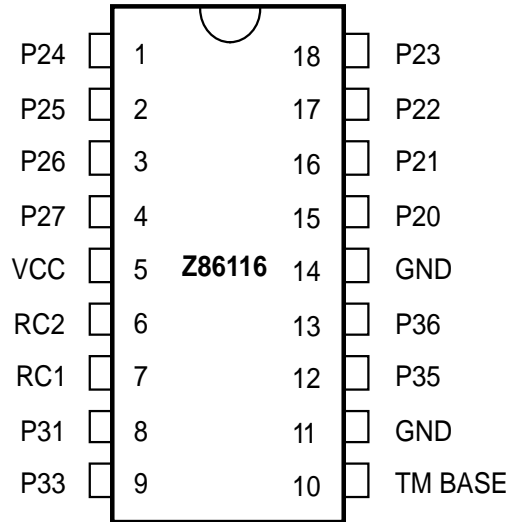 P24 1 18 P23
P25 2 17 P22
P26 3 16 P21
P27 4 15 P20
VCC 5 Z86116 14 GND
RC2 6 13 P36
RC1 7 12 P35
P31 8 11 GND
P33 9 10 TM BASE